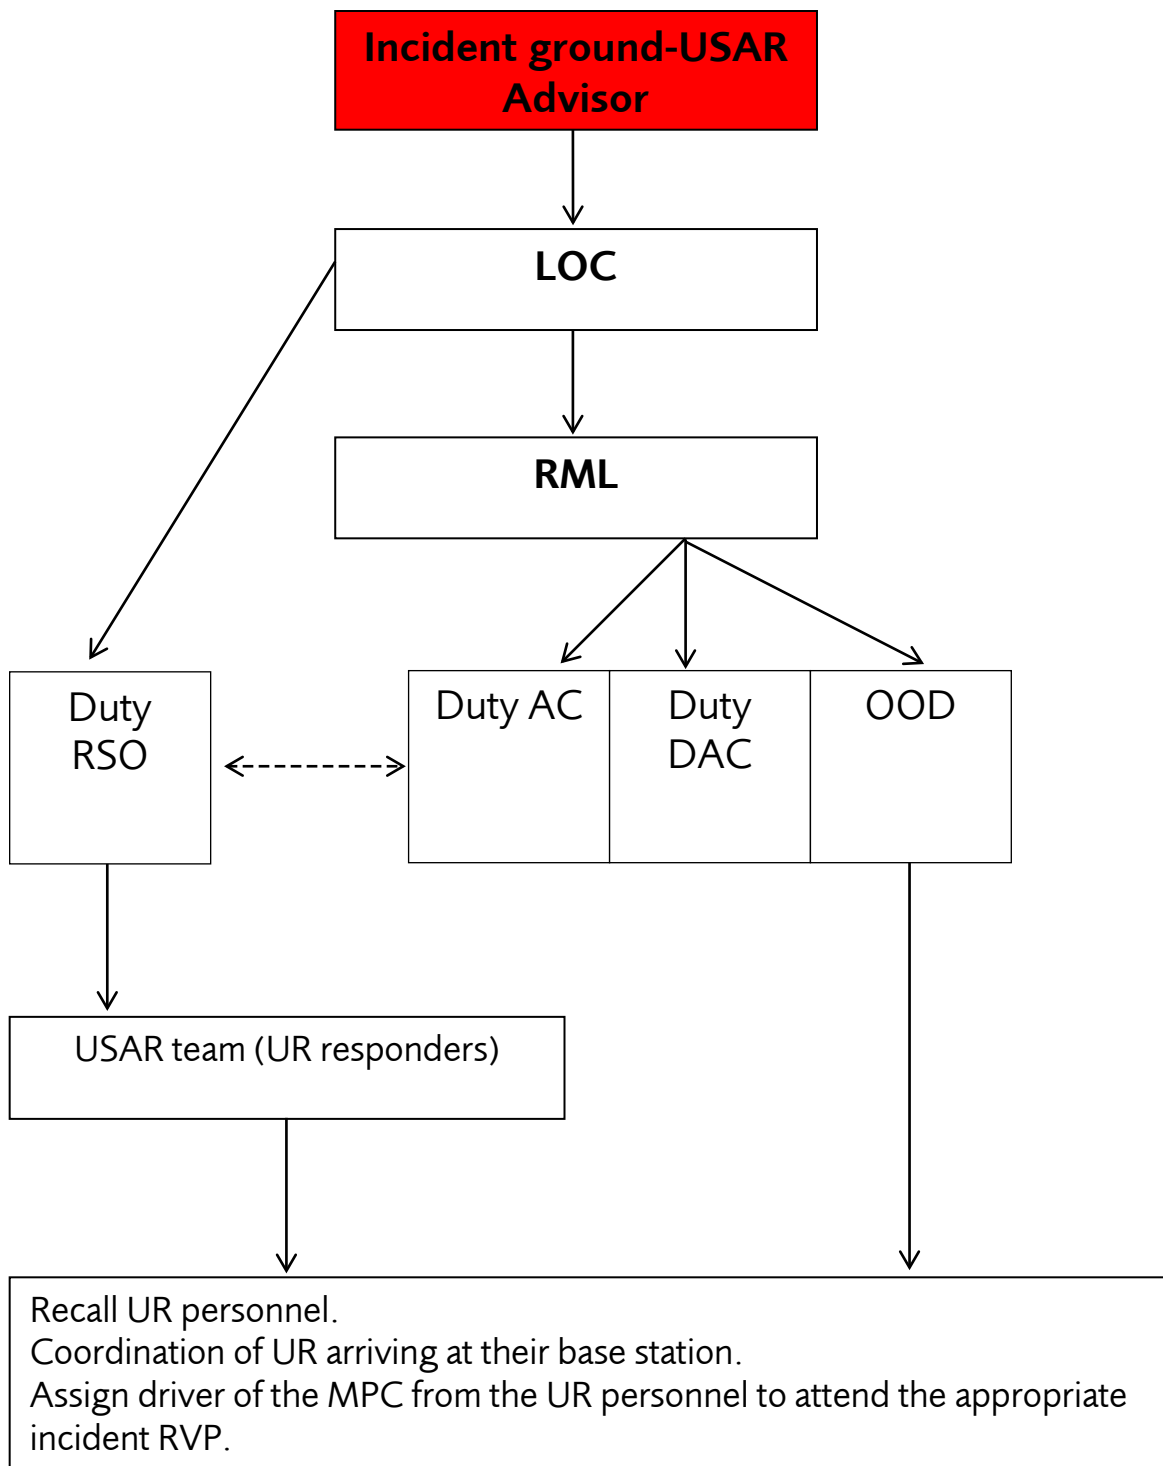 Incident ground-USAR
Advisor
LOC
RML
Duty
RSO
Duty AC
Duty
DAC
OOD
USAR team (UR responders)
Recall UR personnel.
Coordination of UR arriving at their base station.
Assign driver of the MPC from the UR personnel to attend the appropriate
incident RVP.